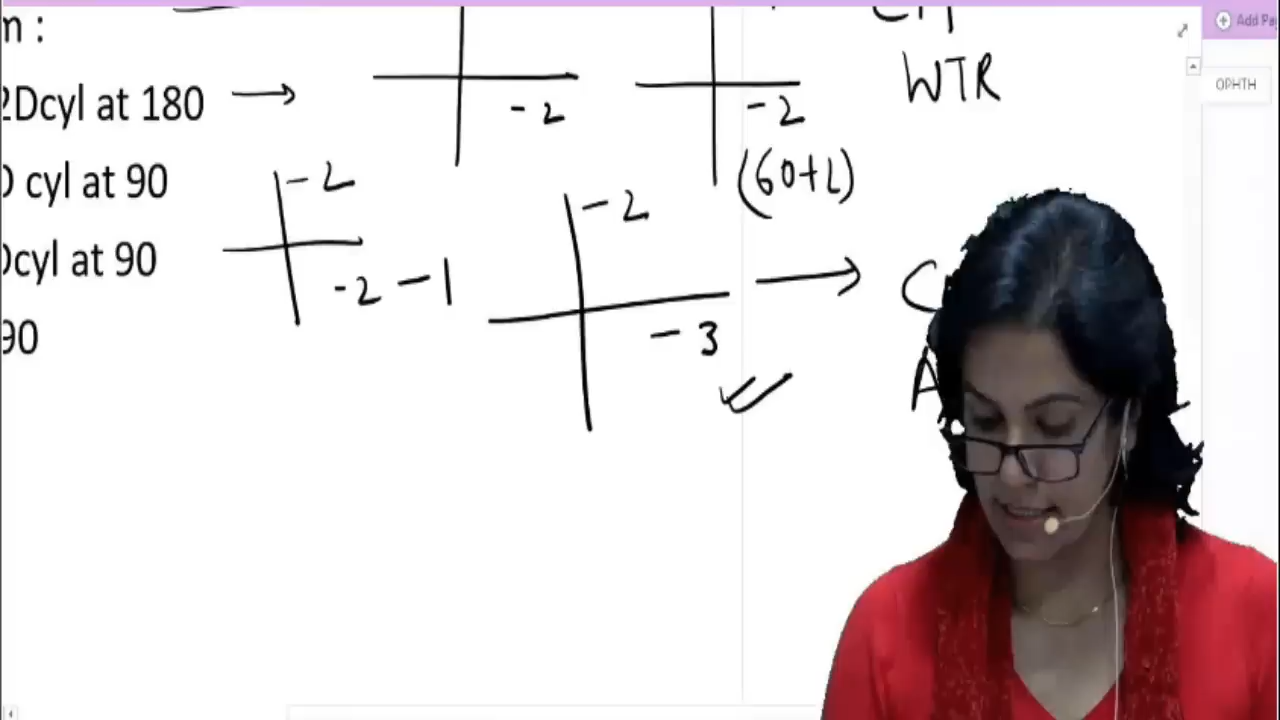 m :
2Dcyl at 180 → -2 -2 WTR
(60+2)
D cyl at 90 -2 -2
Dcyl at 90 -2 -1 -3 → C
90 A
Add Pa
OPHTH